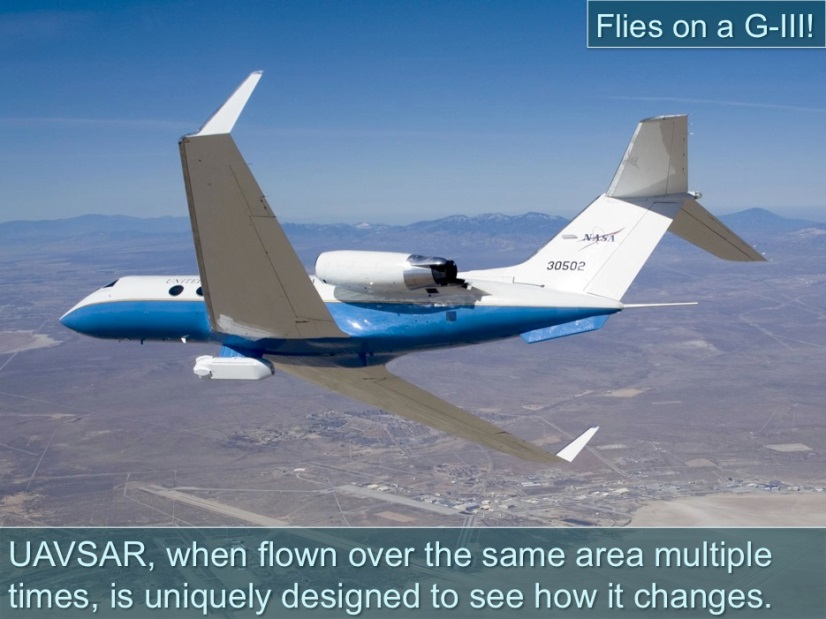 Flies on a G-III!
NASA
30502
UNITED
UAVSAR, when flown over the same area multiple
times, is uniquely designed to see how it changes.